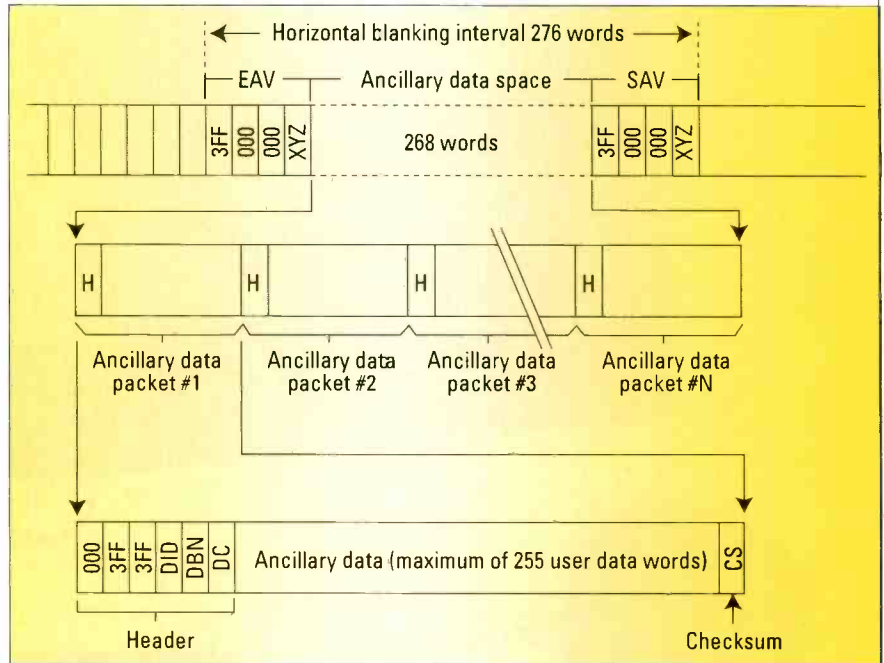 Horizontal blanking interval 276 words
EAV Ancillary data space SAV
3FF 000 000 XYZ 268 words 3FF 000 000 XYZ
H H H H
Ancillary data packet #1
Ancillary data packet #2
Ancillary data packet #3
Ancillary data packet #N
000 3FF 3FF DID DBN DC Ancillary data (maximum of 255 user data words) CS
Header Checksum